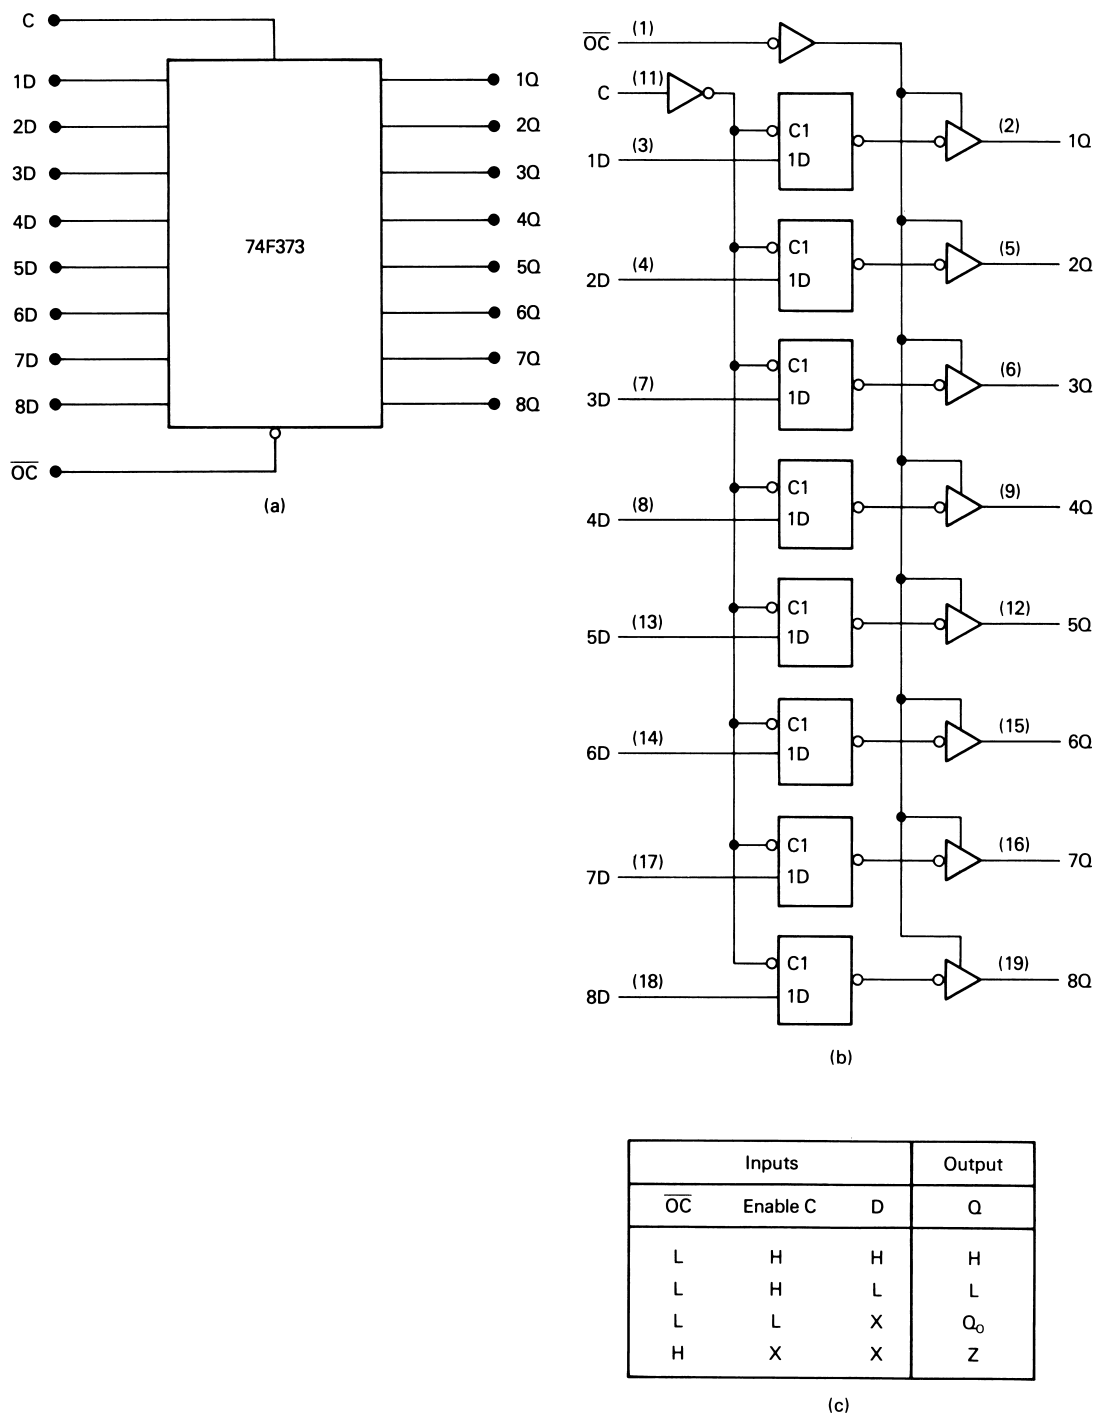 C
1D
1Q
2D
2Q
3D
3Q
4D
4Q
74F373
5D
5Q
6D
6Q
7D
7Q
8D
8Q
OC
(a)
OC (1)
C (11)
C1
1D (3) 1D (2) 1Q
C1
2D (4) 1D (5) 2Q
C1
3D (7) 1D (6) 3Q
C1
4D (8) 1D (9) 4Q
C1
5D (13) 1D (12) 5Q
C1
6D (14) 1D (15) 6Q
C1
7D (17) 1D (16) 7Q
C1
8D (18) 1D (19) 8Q
(b)
Inputs Output
OC Enable C D Q
L H H H
L H L L
L L X Q₀
H X X Z
(c)